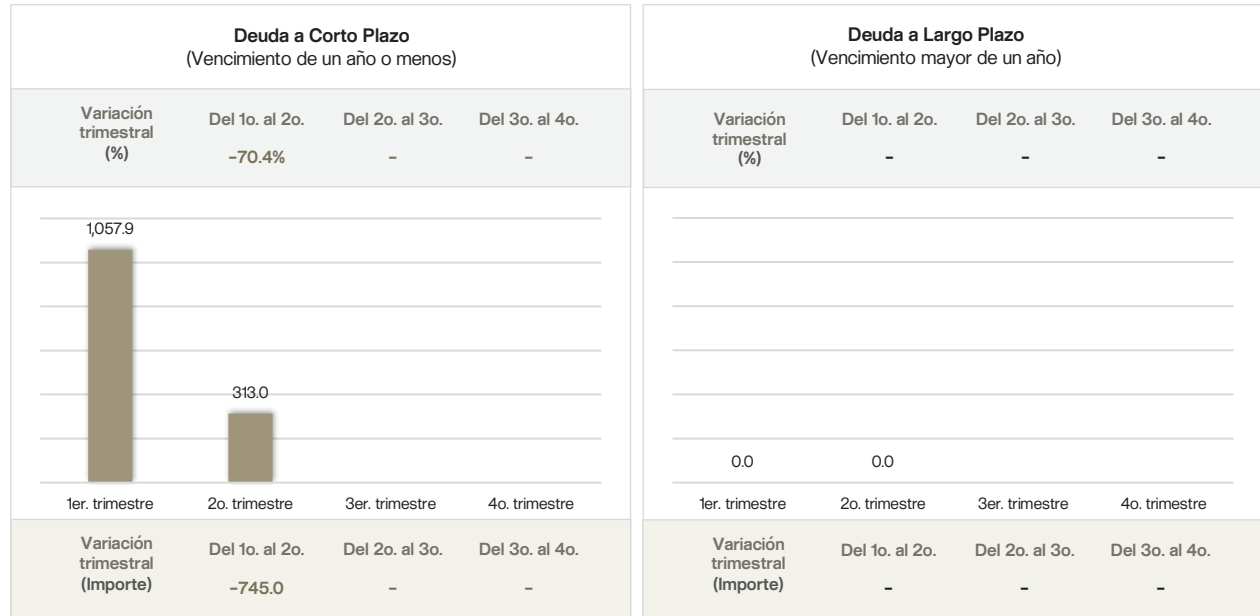 Deuda a Corto Plazo
(Vencimiento de un año o menos)
Variación
trimestral
(%)
Del 1o. al 2o.
Del 2o. al 3o.
Del 3o. al 4o.
-70.4%
-
-
1,057.9
313.0
1er. trimestre
2o. trimestre
3er. trimestre
4o. trimestre
Variación
trimestral
(Importe)
Del 1o. al 2o.
Del 2o. al 3o.
Del 3o. al 4o.
-745.0
-
-
Deuda a Largo Plazo
(Vencimiento mayor de un año)
Variación
trimestral
(%)
Del 1o. al 2o.
Del 2o. al 3o.
Del 3o. al 4o.
-
-
-
0.0
0.0
1er. trimestre
2o. trimestre
3er. trimestre
4o. trimestre
Variación
trimestral
(Importe)
Del 1o. al 2o.
Del 2o. al 3o.
Del 3o. al 4o.
-
-
-